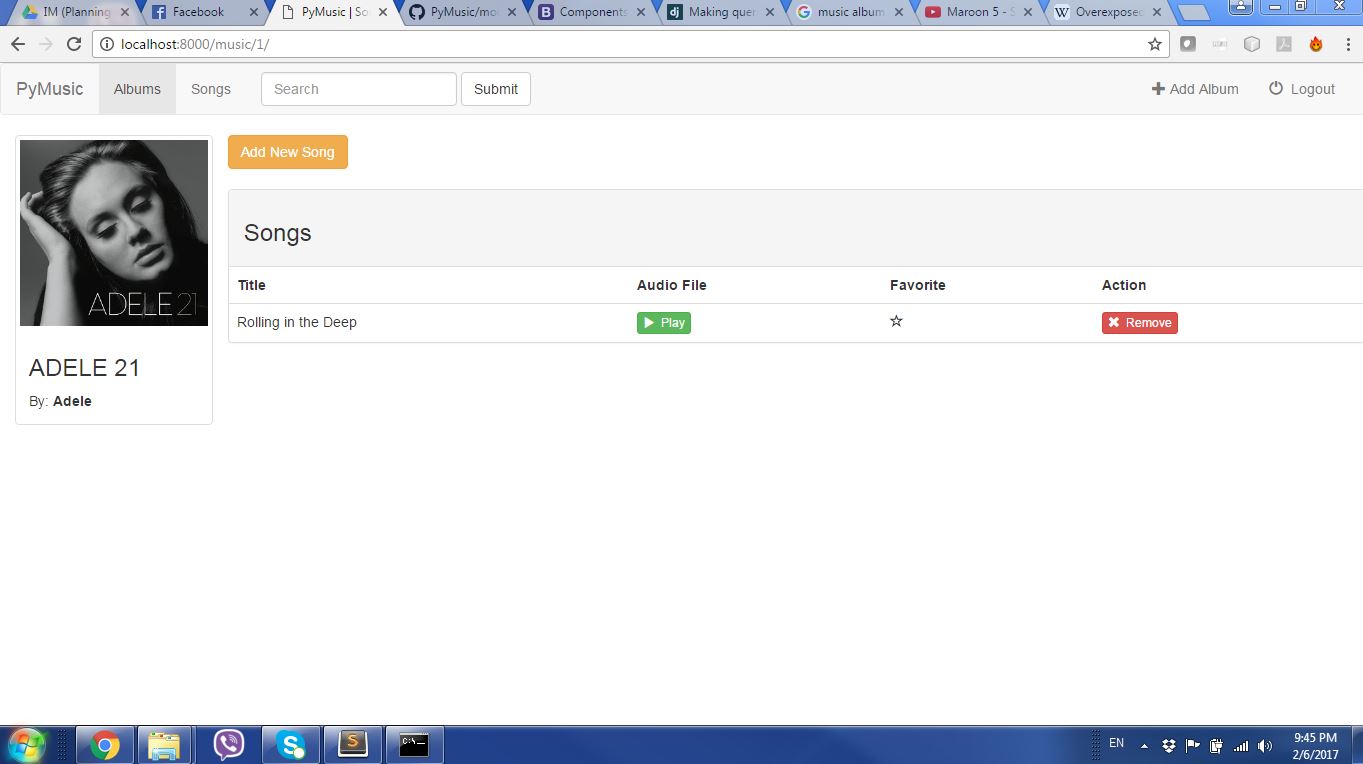 IM (Planning
Facebook
PyMusic | So
PyMusic/mod
Components
dj Making quer
music album
Maroon 5 - S
W Overexposed
localhost:8000/music/1/
PyMusic Albums Songs Search Submit Add Album Logout
Add New Song
ADELE 21
ADELE 21
By: Adele
Songs
Title Audio File Favorite Action
Rolling in the Deep Play Remove
EN
9:45 PM
2/6/2017